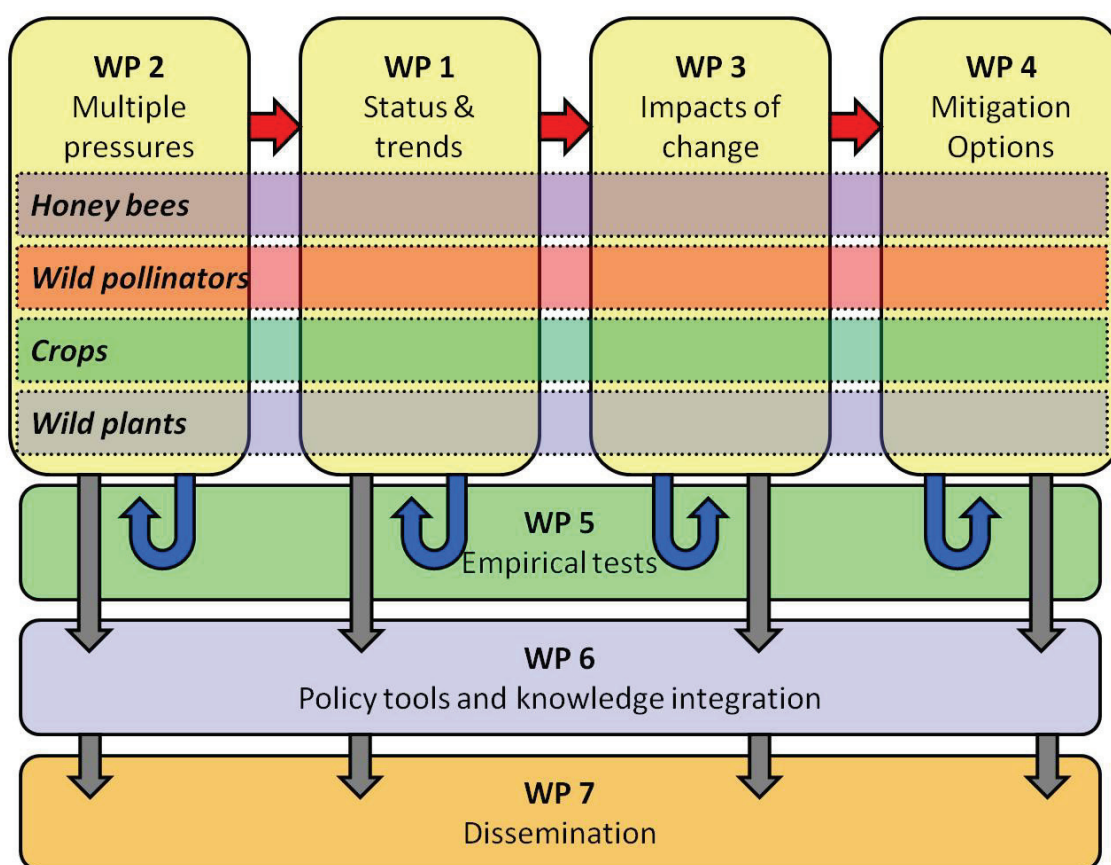 WP 2
Multiple
pressures
WP 1
Status &
trends
WP 3
Impacts of
change
WP 4
Mitigation
Options
Honey bees
Wild pollinators
Crops
Wild plants
WP 5
Empirical tests
WP 6
Policy tools and knowledge integration
WP 7
Dissemination